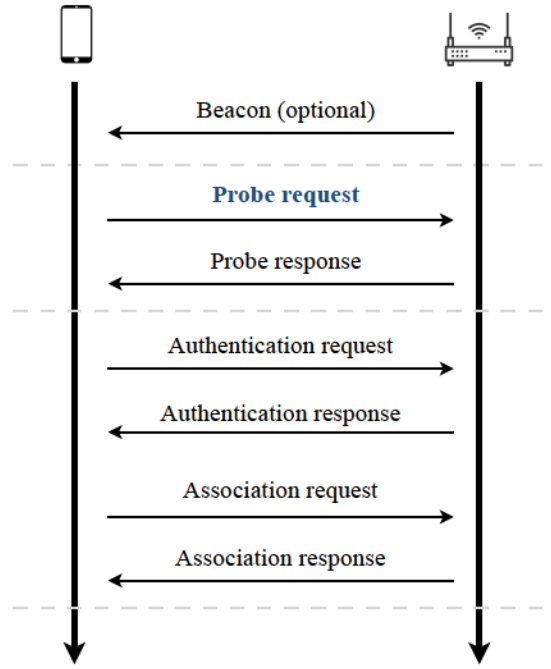 Beacon (optional)
Probe request
Probe response
Authentication request
Authentication response
Association request
Association response